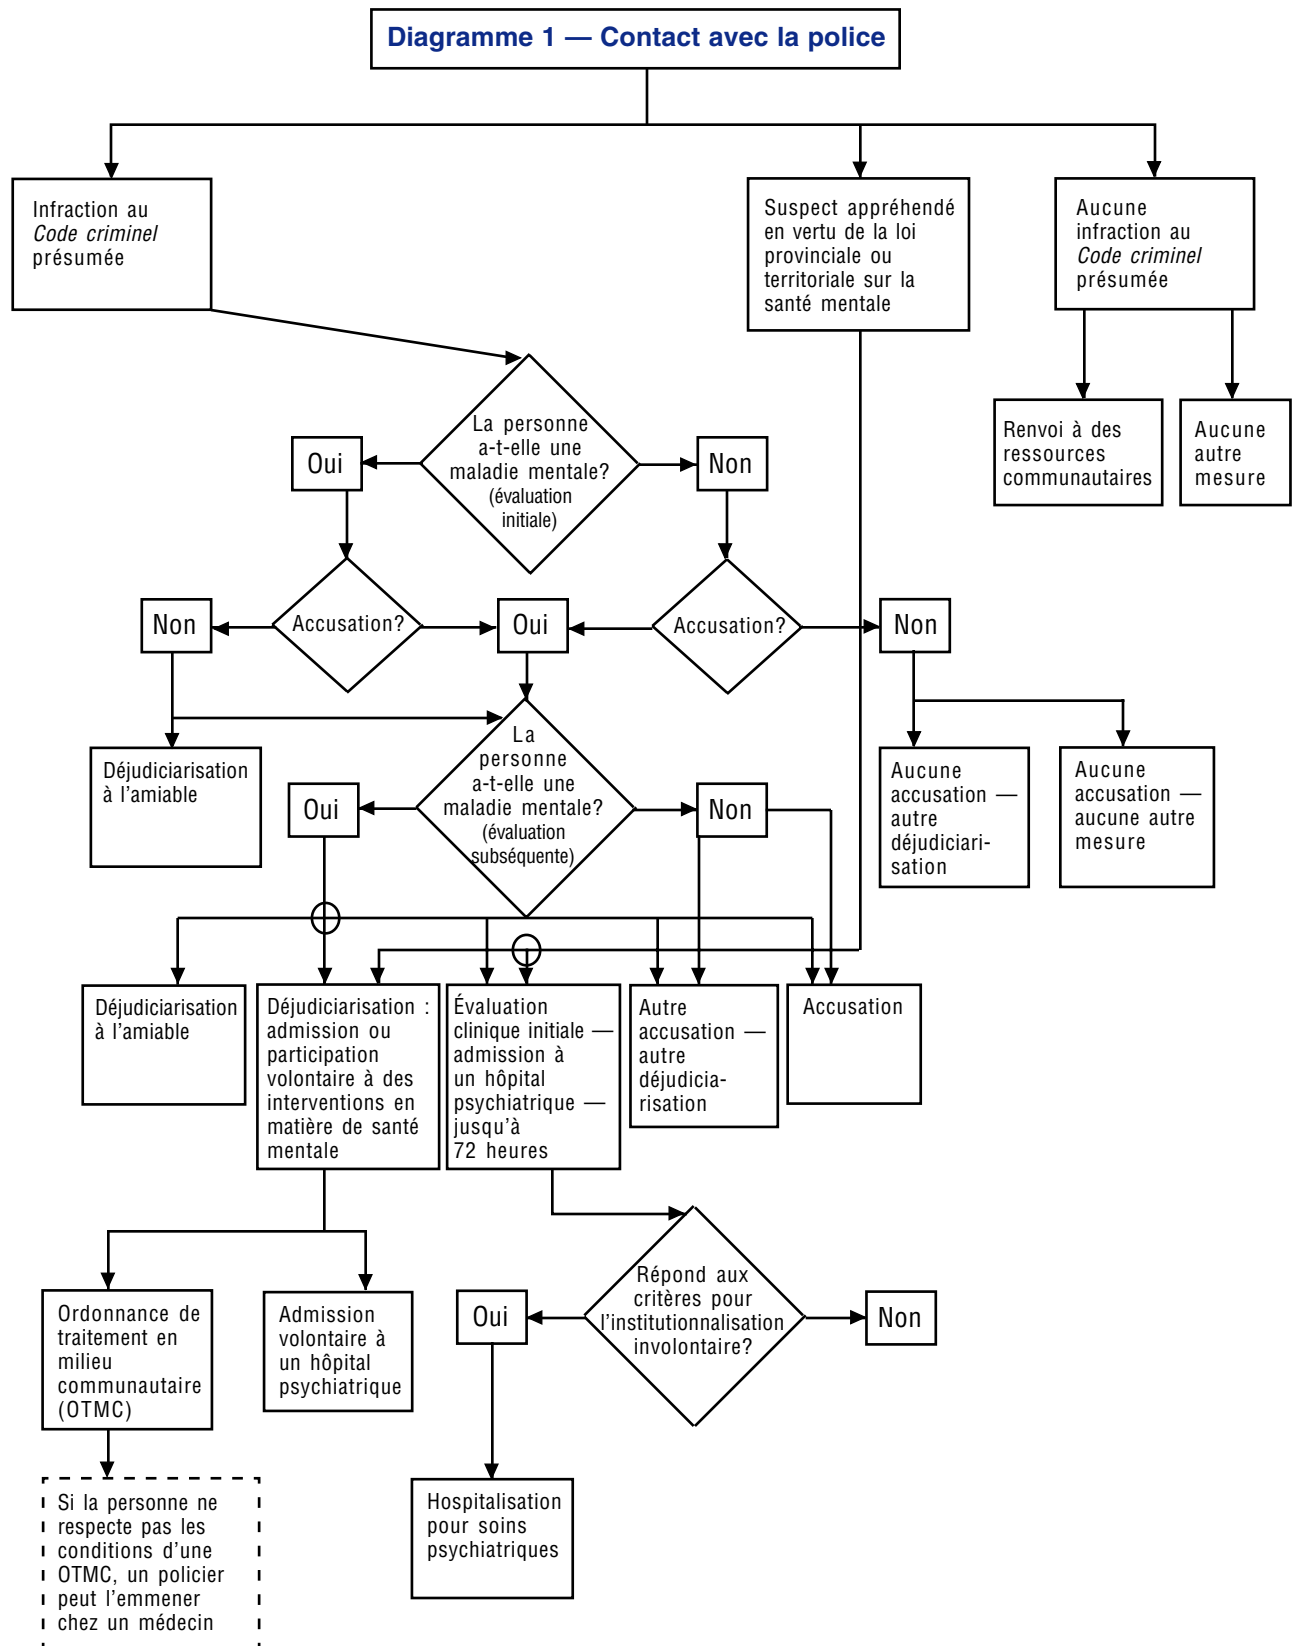 Diagramme 1 — Contact avec la police
Infraction au
Code criminel
présumée
Suspect appréhendé
en vertu de la loi
provinciale ou
territoriale sur la
santé mentale
Aucune
infraction au
Code criminel
présumée
Renvoi à des
ressources
communautaires
Aucune
autre
mesure
La personne
a-t-elle une
maladie mentale?
(évaluation
initiale)
Oui
Non
Accusation?
Accusation?
Non
Oui
Non
Déjudiciarisation
à l'amiable
La
personne
a-t-elle une
maladie mentale?
(évaluation
subséquente)
Oui
Non
Aucune
accusation —
autre
déjudiciari-
sation
Aucune
accusation —
aucune autre
mesure
Déjudiciarisation
à l'amiable
Déjudiciarisation :
admission ou
participation
volontaire à des
interventions en
matière de santé
mentale
Évaluation
clinique initiale —
admission à
un hôpital
psychiatrique —
jusqu'à
72 heures
Autre
accusation —
autre
déjudicia-
risation
Accusation
Ordonnance de
traitement en
milieu
communautaire
(OTMC)
Admission
volontaire à
un hôpital
psychiatrique
Oui
Répond aux
critères pour
l'institutionnalisation
involontaire?
Non
Si la personne ne
respecte pas les
conditions d'une
OTMC, un policier
peut l'emmener
chez un médecin
Hospitalisation
pour soins
psychiatriques